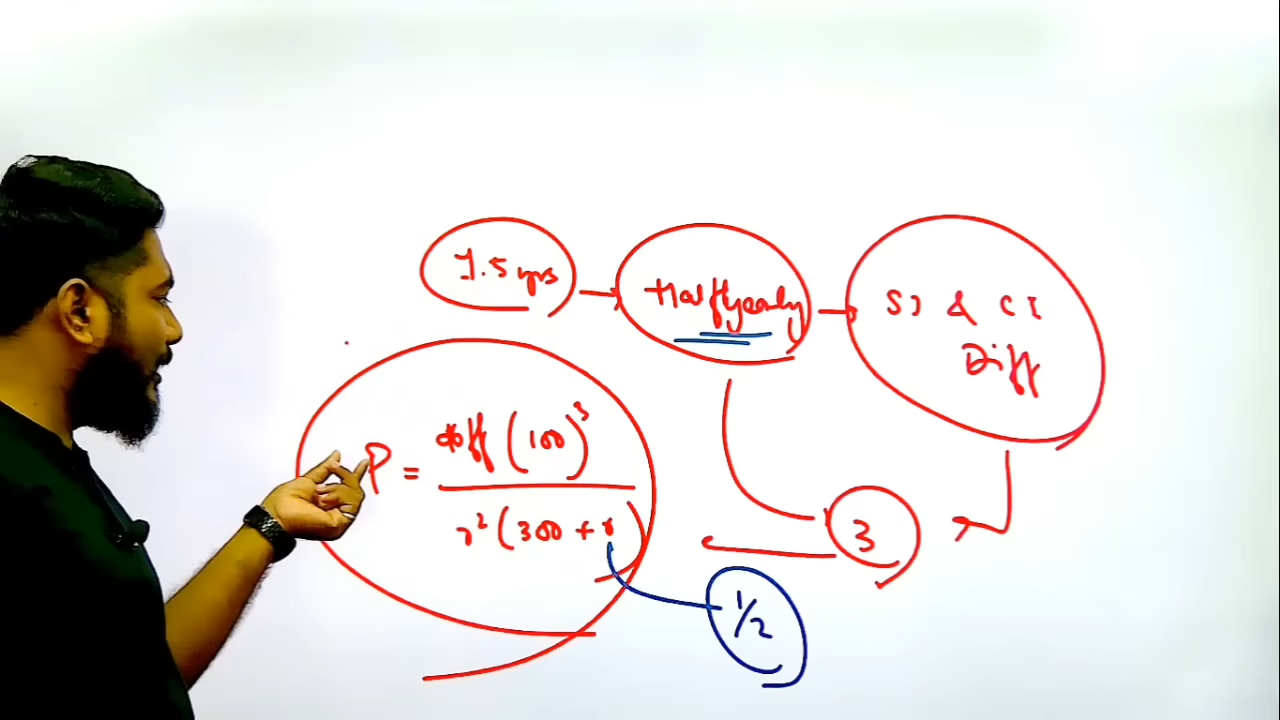 1.5 yrs
Half yearly
SI & CI
Diff
P = diff (100)³
r² (300 + r)
3
1/2